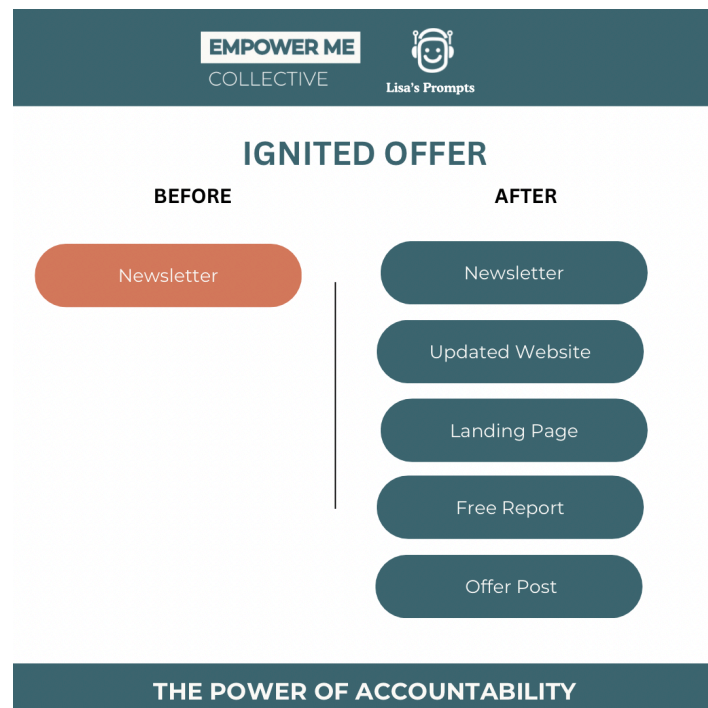 EMPOWER ME
COLLECTIVE
Lisa's Prompts
IGNITED OFFER
BEFORE
Newsletter
AFTER
Newsletter
Updated Website
Landing Page
Free Report
Offer Post
THE POWER OF ACCOUNTABILITY